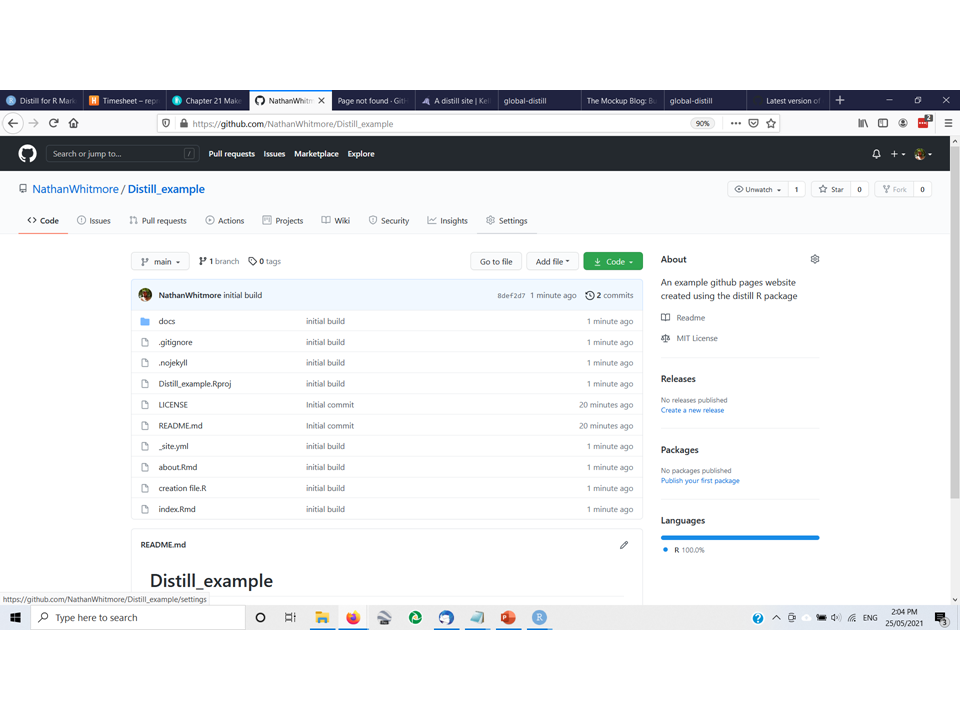 Distill for R Mark
Timesheet – rep
Chapter 21 Make
NathanWhitm
Page not found · Git
A distill site | Kel
global-distill
The Mockup Blog: Bu
global-distill
Latest version of
https://github.com/NathanWhitmore/Distill_example
90%
2
Search or jump to...
/
Pull requests
Issues
Marketplace
Explore
NathanWhitmore / Distill_example
Unwatch
1
Star
0
Fork
0
Code
Issues
Pull requests
Actions
Projects
Wiki
Security
Insights
Settings
main
1 branch
0 tags
Go to file
Add file
Code
NathanWhitmore initial build
8def2d7 1 minute ago
2 commits
docs initial build 1 minute ago
.gitignore initial build 1 minute ago
.nojekyll initial build 1 minute ago
Distill_example.Rproj initial build 1 minute ago
LICENSE Initial commit 20 minutes ago
README.md Initial commit 20 minutes ago
_site.yml initial build 1 minute ago
about.Rmd initial build 1 minute ago
creation file.R initial build 1 minute ago
index.Rmd initial build 1 minute ago
README.md
Distill_example
About
An example github pages website
created using the distill R package
Readme
MIT License
Releases
No releases published
Create a new release
Packages
No packages published
Publish your first package
Languages
R 100.0%
https://github.com/NathanWhitmore/Distill_example/settings
Type here to search
ENG
2:04 PM
25/05/2021
3